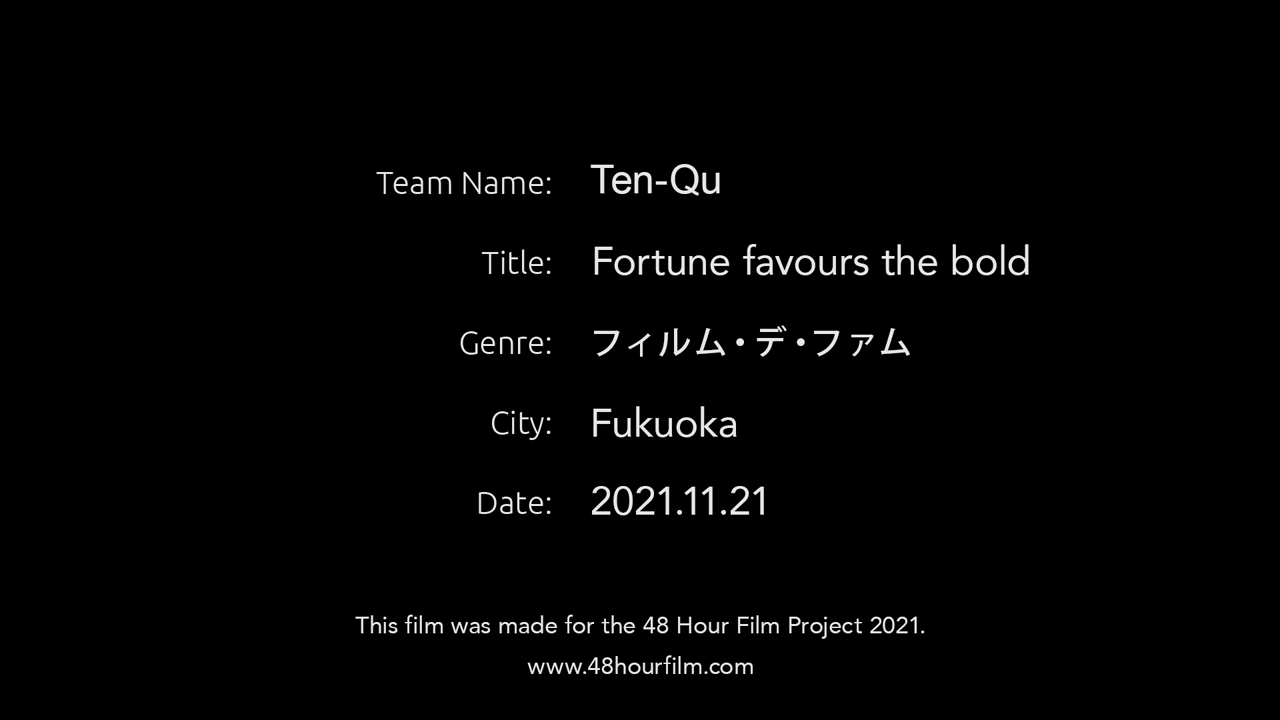 Team Name: Ten-Qu
Title: Fortune favours the bold
Genre: フィルム・デ・ファム
City: Fukuoka
Date: 2021.11.21
This film was made for the 48 Hour Film Project 2021.
www.48hourfilm.com